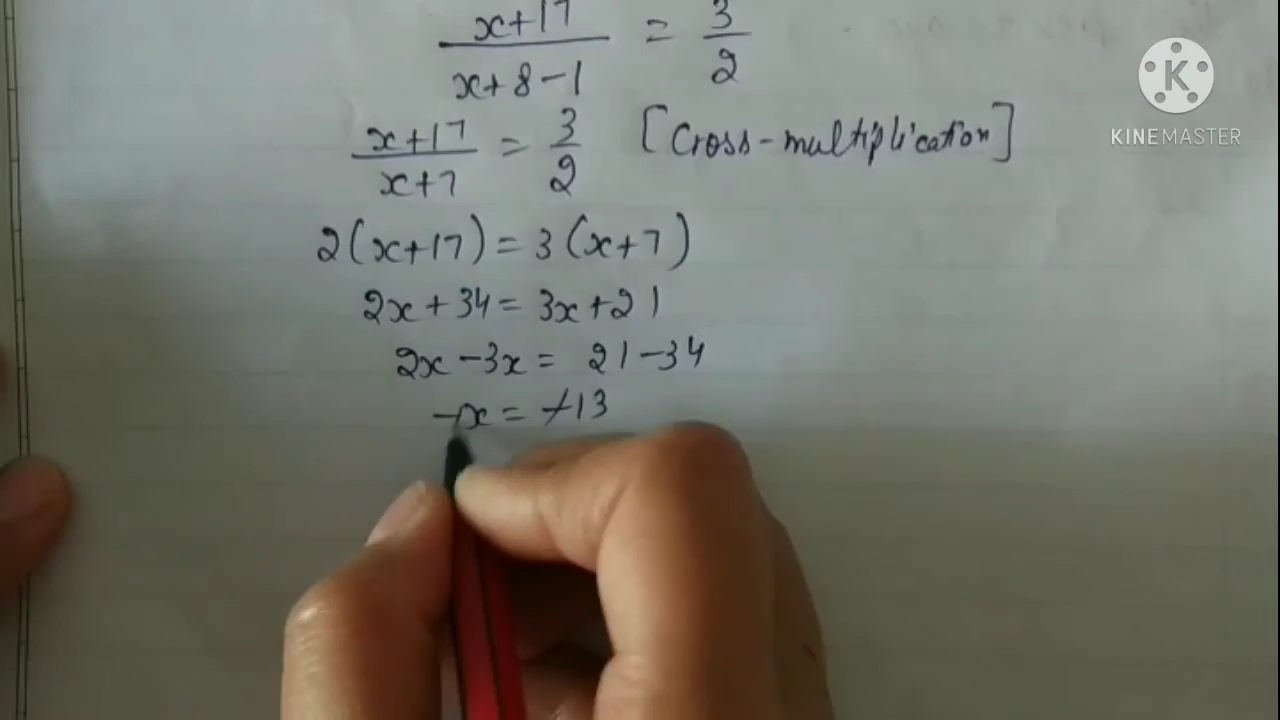 x+17 / x+8-1 = 3/2
x+17 / x+7 = 3/2 [Cross-multiplication]
2(x+17) = 3(x+7)
2x+34 = 3x+21
2x-3x = 21-34
-x = -13
K
KINEMASTER